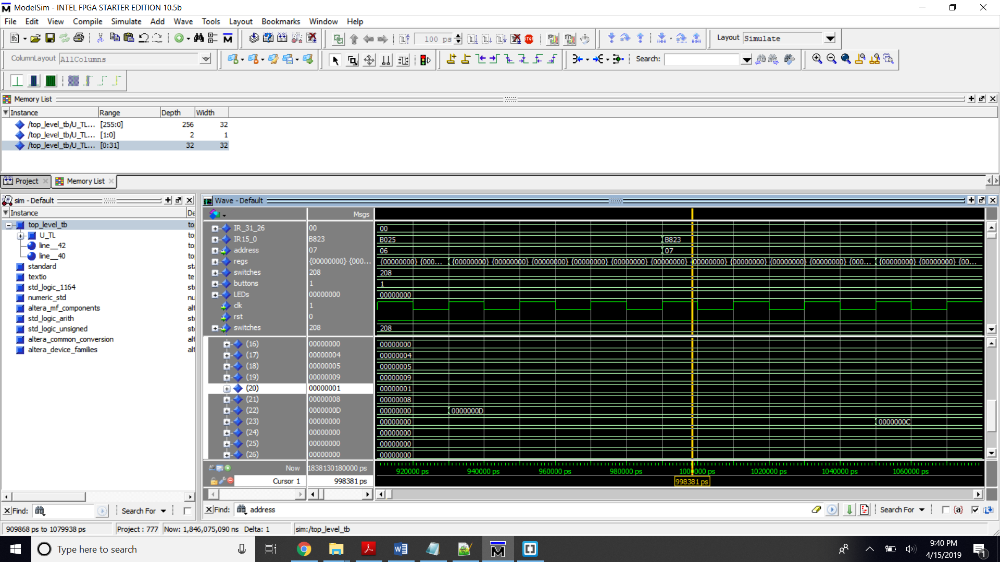 ModelSim - INTEL FPGA STARTER EDITION 10.5b
File Edit View Compile Simulate Add Wave Tools Layout Bookmarks Window Help
100 ps
Layout Simulate
ColumnLayout AllColumns
Search:
Memory List
Instance Range Depth Width
/top_level_tb/U_TL... [255:0] 256 32
/top_level_tb/U_TL... [1:0] 2 1
/top_level_tb/U_TL... [0:31] 32 32
Project Memory List
sim - Default
Instance De
top_level_tb to
U_TL to
line__42 to
line__40 to
standard sta
textio te
std_logic_1164 st
numeric_std nu
altera_mf_components alt
std_logic_arith st
std_logic_unsigned st
altera_common_conversion alt
altera_device_families alt
Find: Search For
Wave - Default
Msgs
IR_31_26 00 00
IR15_0 B823 B025 B823
address 07 06 07
regs {00000000} {000... {00000000} {000... {00000000} {00000000} {00000000} {00000000} {00000000} {00000000} {00000000} {00000000} {00000000} {00000000} {000... {00000000} {00000000} {00...
switches 208 208
buttons 1 1
LEDs 00000000 00000000
clk 1
rst 0
switches 208 208
(16) 00000000 00000000
(17) 00000004 00000004
(18) 00000005 00000005
(19) 00000009 00000009
(20) 00000001 00000001
(21) 00000008 00000008
(22) 0000000D 00000000 0000000D
(23) 00000000 00000000 0000000C
(24) 00000000 00000000
(25) 00000000 00000000
(26) 00000000 00000000
Now 1838130180000 ps 920000 ps 940000 ps 960000 ps 980000 ps 1000000 ps 1020000 ps 1040000 ps 1060000 ps
Cursor 1 998381 ps 998381 ps
Find: address Search For {a}
909868 ps to 1079938 ps Project : 777 Now: 1,846,075,090 ns Delta: 1 sim:/top_level_tb
Type here to search
9:40 PM
4/15/2019
1